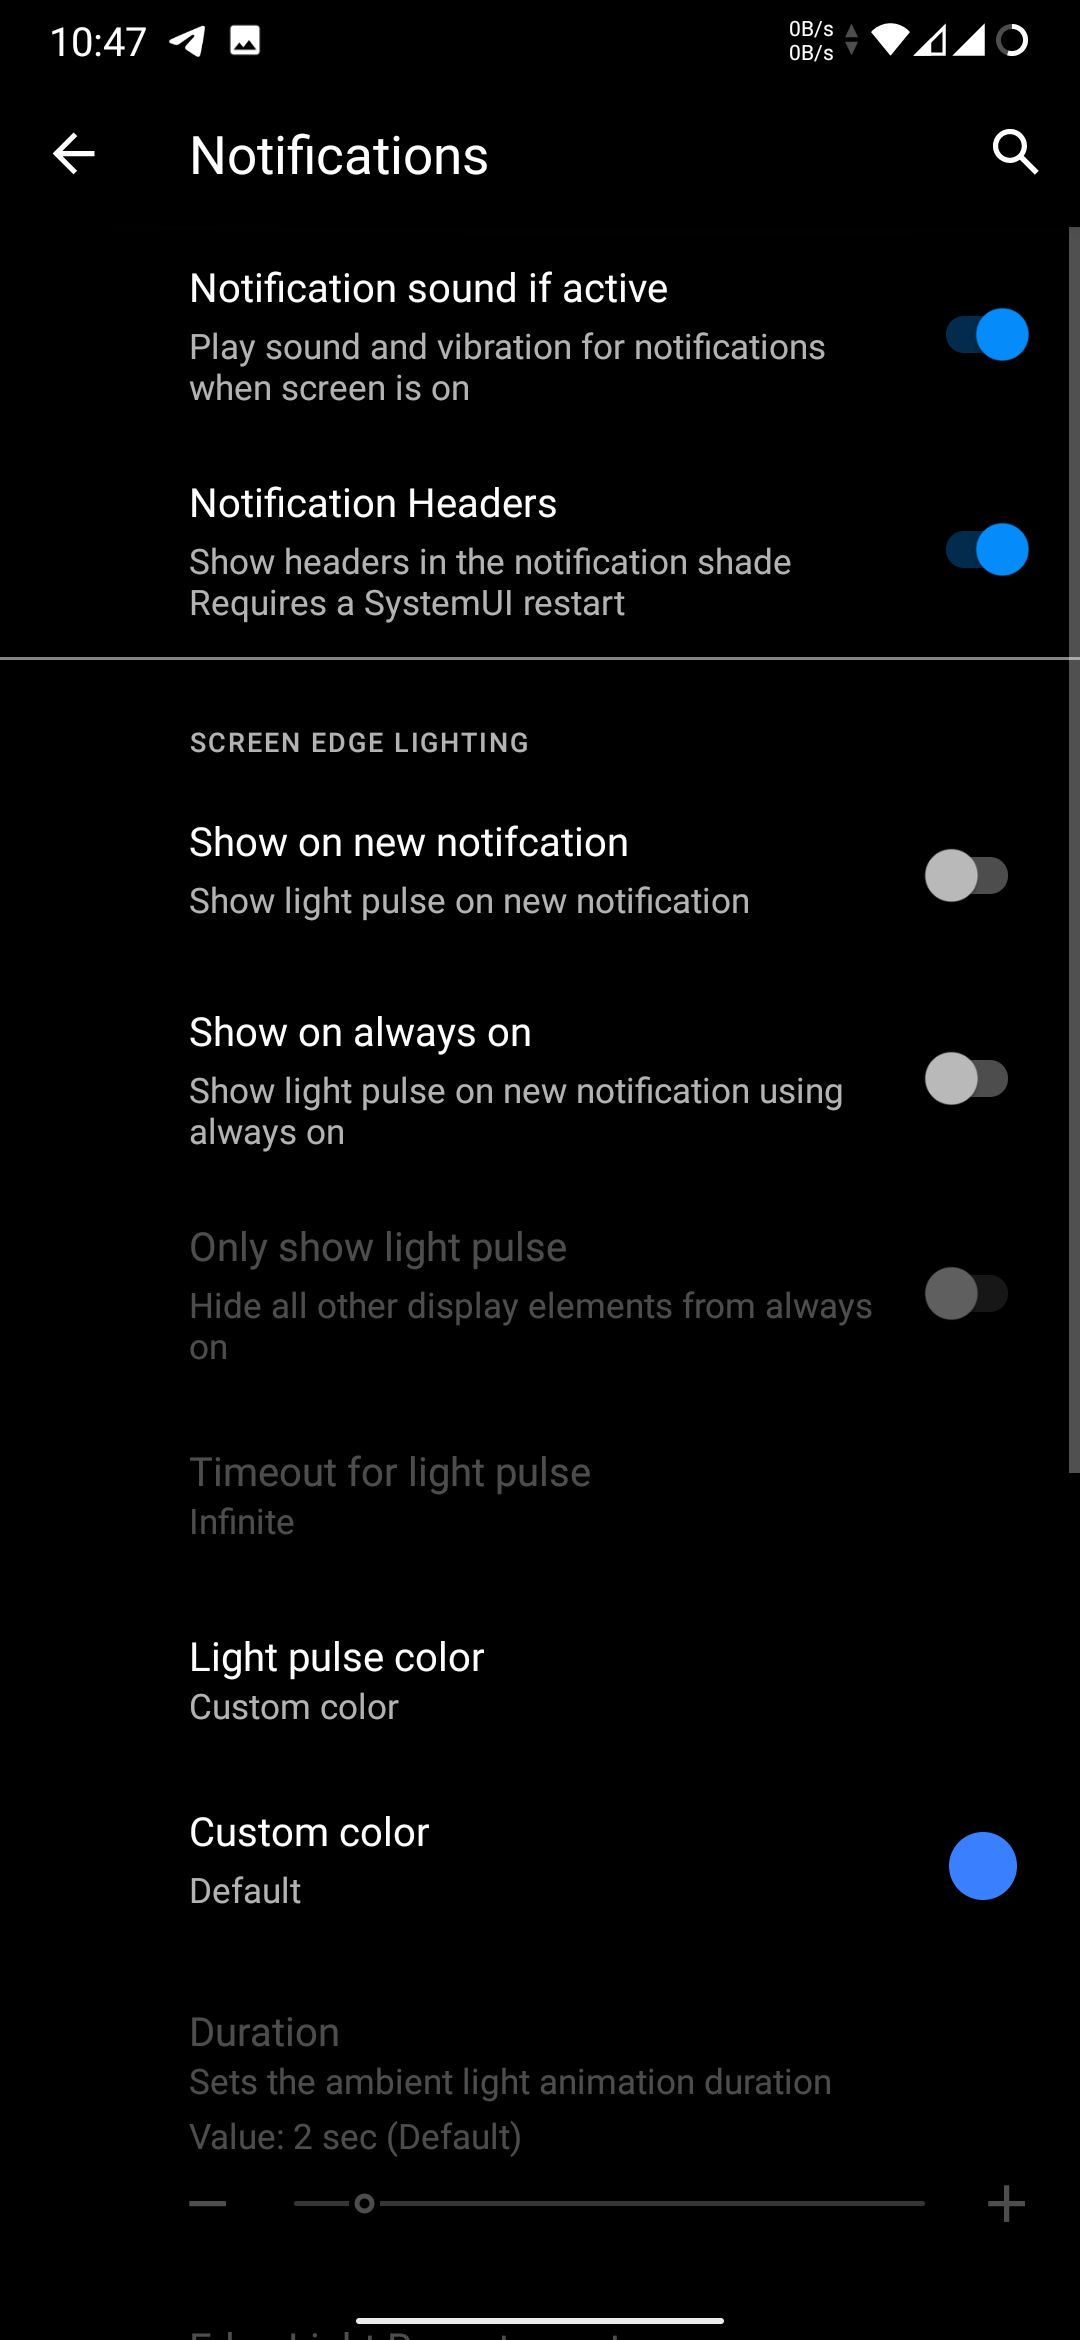 10:47
0B/s
0B/s
Notifications
Notification sound if active
Play sound and vibration for notifications
when screen is on
Notification Headers
Show headers in the notification shade
Requires a SystemUI restart
SCREEN EDGE LIGHTING
Show on new notifcation
Show light pulse on new notification
Show on always on
Show light pulse on new notification using
always on
Only show light pulse
Hide all other display elements from always
on
Timeout for light pulse
Infinite
Light pulse color
Custom color
Custom color
Default
Duration
Sets the ambient light animation duration
Value: 2 sec (Default)